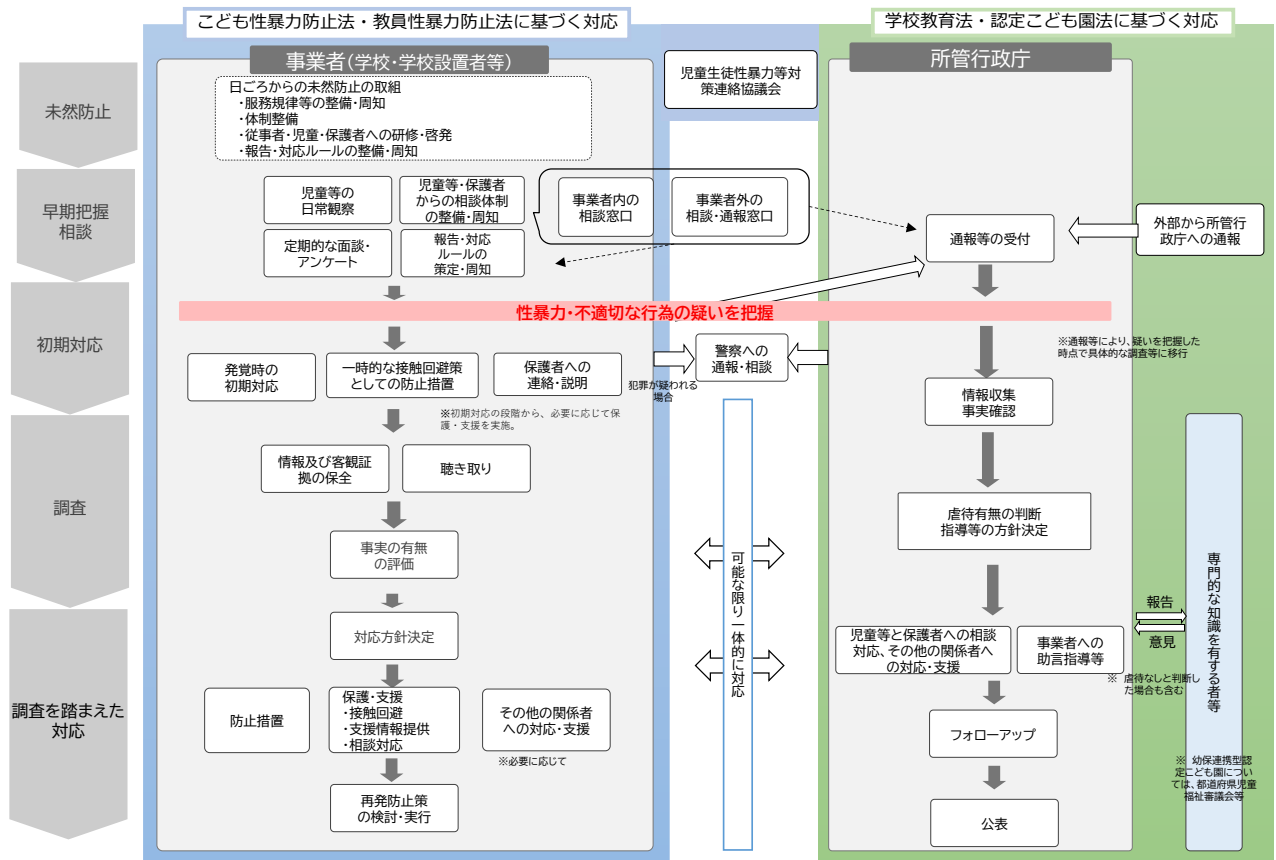 こども性暴力防止法・教員性暴力防止法に基づく対応
学校教育法・認定こども園法に基づく対応
事業者(学校・学校設置者等)
所管行政庁
児童生徒性暴力等対
策連絡協議会
未然防止
日ごろからの未然防止の取組
・服務規律等の整備・周知
・体制整備
・従事者・児童・保護者への研修・啓発
・報告・対応ルールの整備・周知
早期把握
相談
児童等の
日常観察
児童等・保護者
からの相談体制
の整備・周知
定期的な面談・
アンケート
報告・対応
ルールの
策定・周知
事業者内の
相談窓口
事業者外の
相談・通報窓口
通報等の受付
外部から所管行
政庁への通報
性暴力・不適切な行為の疑いを把握
初期対応
発覚時の
初期対応
一時的な接触回避策
としての防止措置
保護者への
連絡・説明
犯罪が疑われる
場合
警察への
通報・相談
※通報等により、疑いを把握した
時点で具体的な調査等に移行
※初期対応の段階から、必要に応じて保
護・支援を実施。
情報収集
事実確認
調査
情報及び客観証
拠の保全
聴き取り
事実の有無
の評価
虐待有無の判断
指導等の方針決定
可能な限り一体的に対応
専門的な知識を有する者等
報告
意見
調査を踏まえた
対応
対応方針決定
児童等と保護者への相談
対応、その他の関係者へ
の対応・支援
事業者への
助言指導等
※ 虐待なしと判断し
た場合も含む
防止措置
保護・支援
・接触回避
・支援情報提供
・相談対応
その他の関係者
への対応・支援
※必要に応じて
フォローアップ
※ 幼保連携型認
定こども園につい
ては、都道府県児童
福祉審議会等
再発防止策
の検討・実行
公表